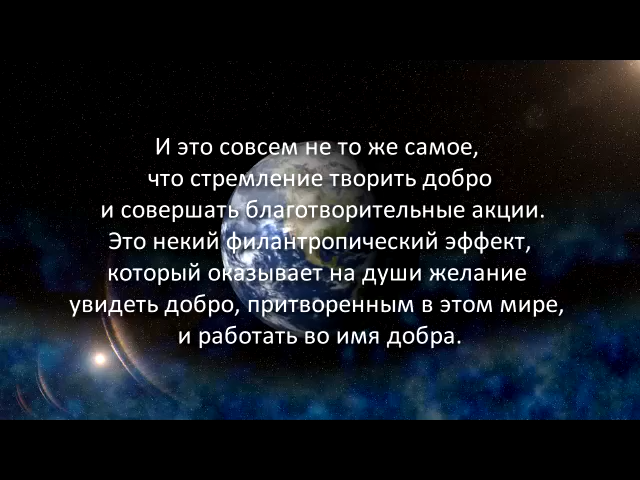 И это совсем не то же самое,
что стремление творить добро
и совершать благотворительные акции.
Это некий филантропический эффект,
который оказывает на души желание
увидеть добро, притворенным в этом мире,
и работать во имя добра.